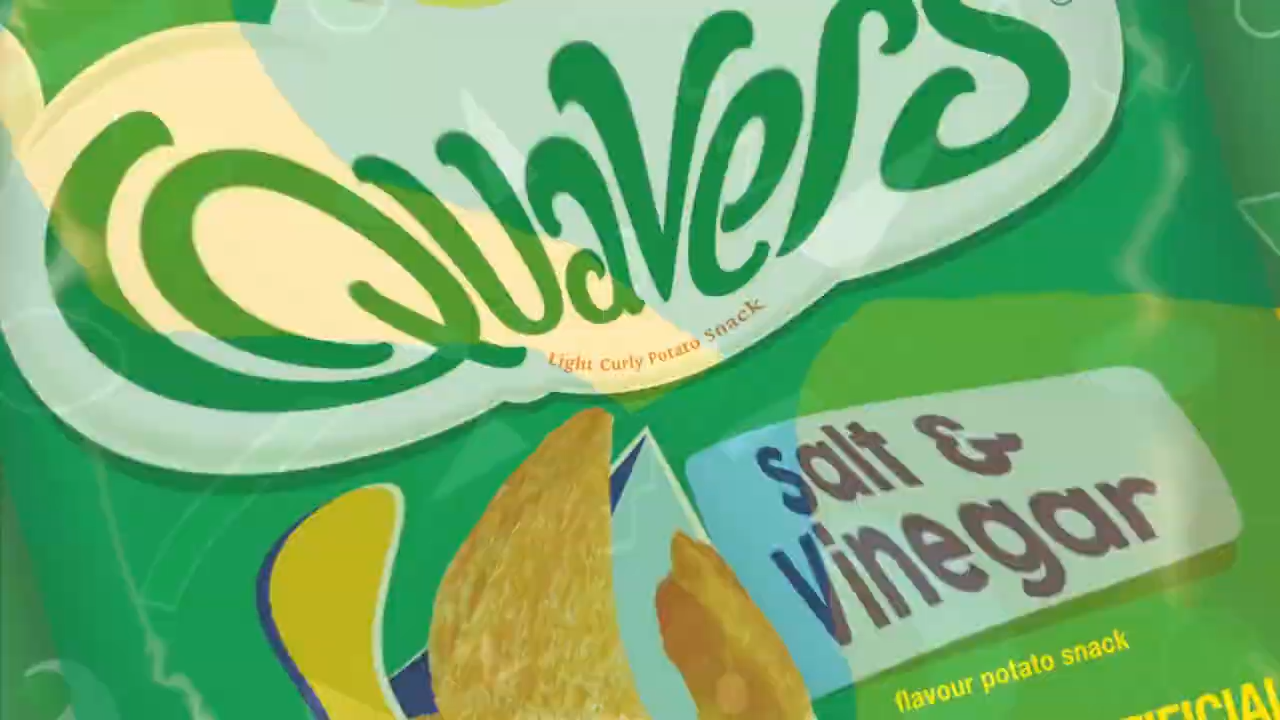 Quavers
Light Curly Potato Snack
salt &
vinegar
flavour potato snack